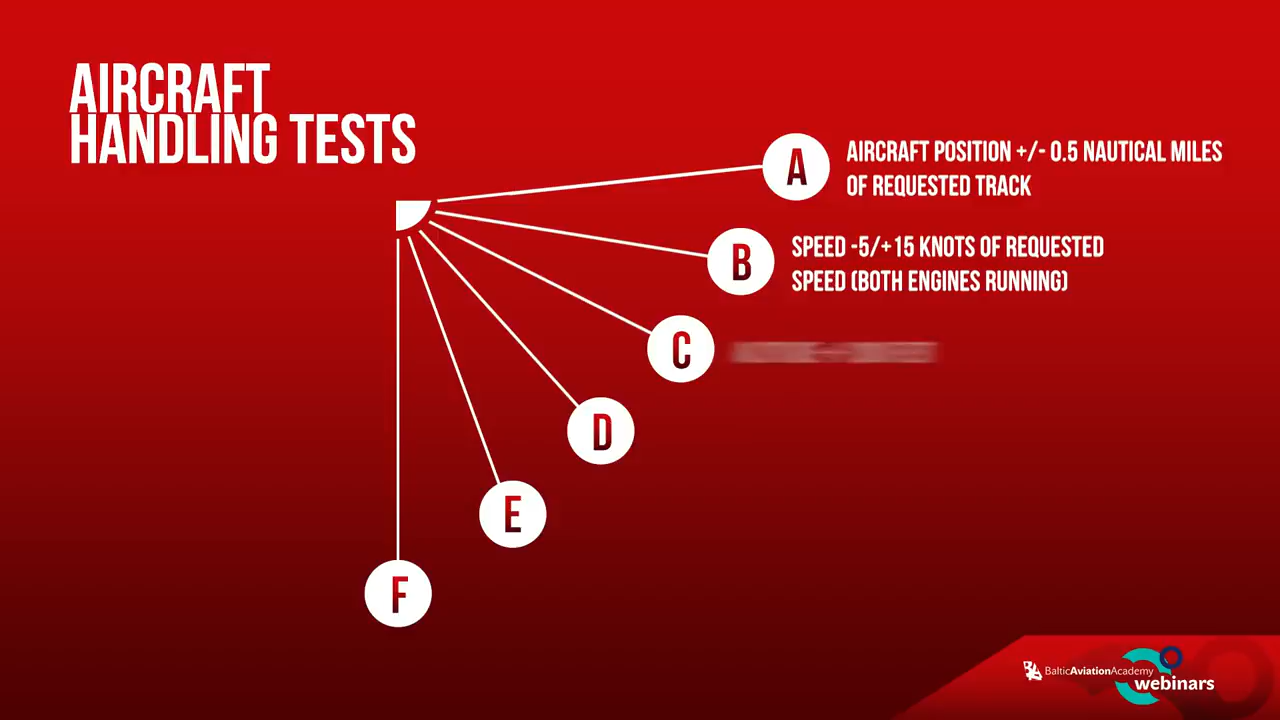 AIRCRAFT
HANDLING TESTS
A
AIRCRAFT POSITION +/- 0.5 NAUTICAL MILES
OF REQUESTED TRACK
B
SPEED -5/+15 KNOTS OF REQUESTED
SPEED (BOTH ENGINES RUNNING)
C
D
E
F
BalticAviationAcademy
webinars